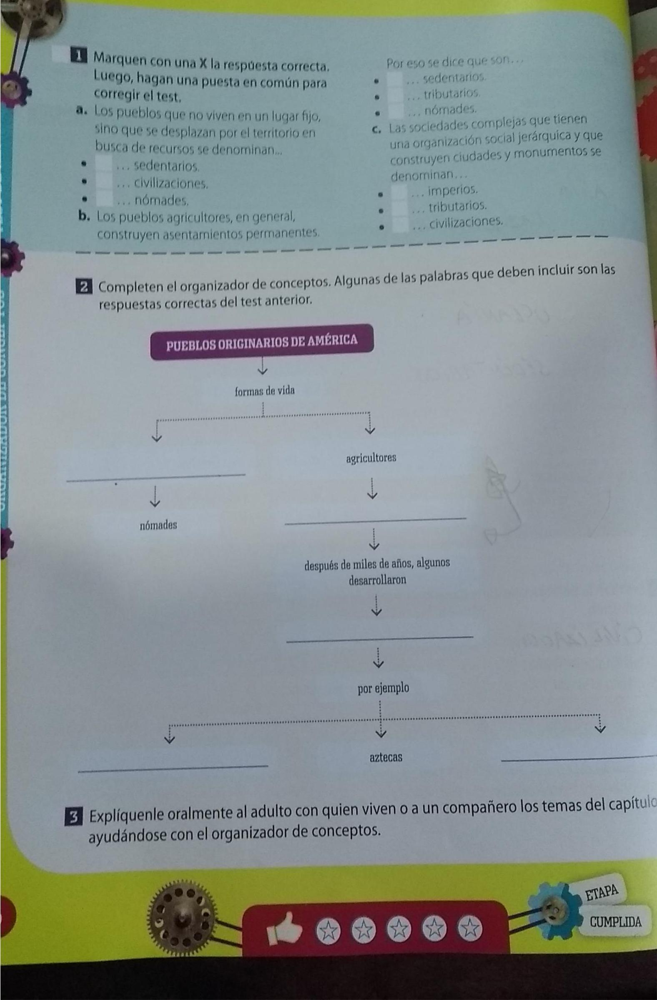 1 Marquen con una X la respuesta correcta.
Luego, hagan una puesta en común para
corregir el test.
a. Los pueblos que no viven en un lugar fijo,
sino que se desplazan por el territorio en
busca de recursos se denominan...
... sedentarios.
... civilizaciones.
... nómades.
b. Los pueblos agricultores, en general,
construyen asentamientos permanentes.
Por eso se dice que son...
... sedentarios.
... tributarios.
... nómades.
c. Las sociedades complejas que tienen
una organización social jerárquica y que
construyen ciudades y monumentos se
denominan...
... imperios.
... tributarios.
... civilizaciones.
2 Completen el organizador de conceptos. Algunas de las palabras que deben incluir son las
respuestas correctas del test anterior.
PUEBLOS ORIGINARIOS DE AMÉRICA
formas de vida
agricultores
nómades
después de miles de años, algunos
desarrollaron
por ejemplo
aztecas
3 Explíquenle oralmente al adulto con quien viven o a un compañero los temas del capítulo
ayudándose con el organizador de conceptos.
ETAPA
CUMPLIDA